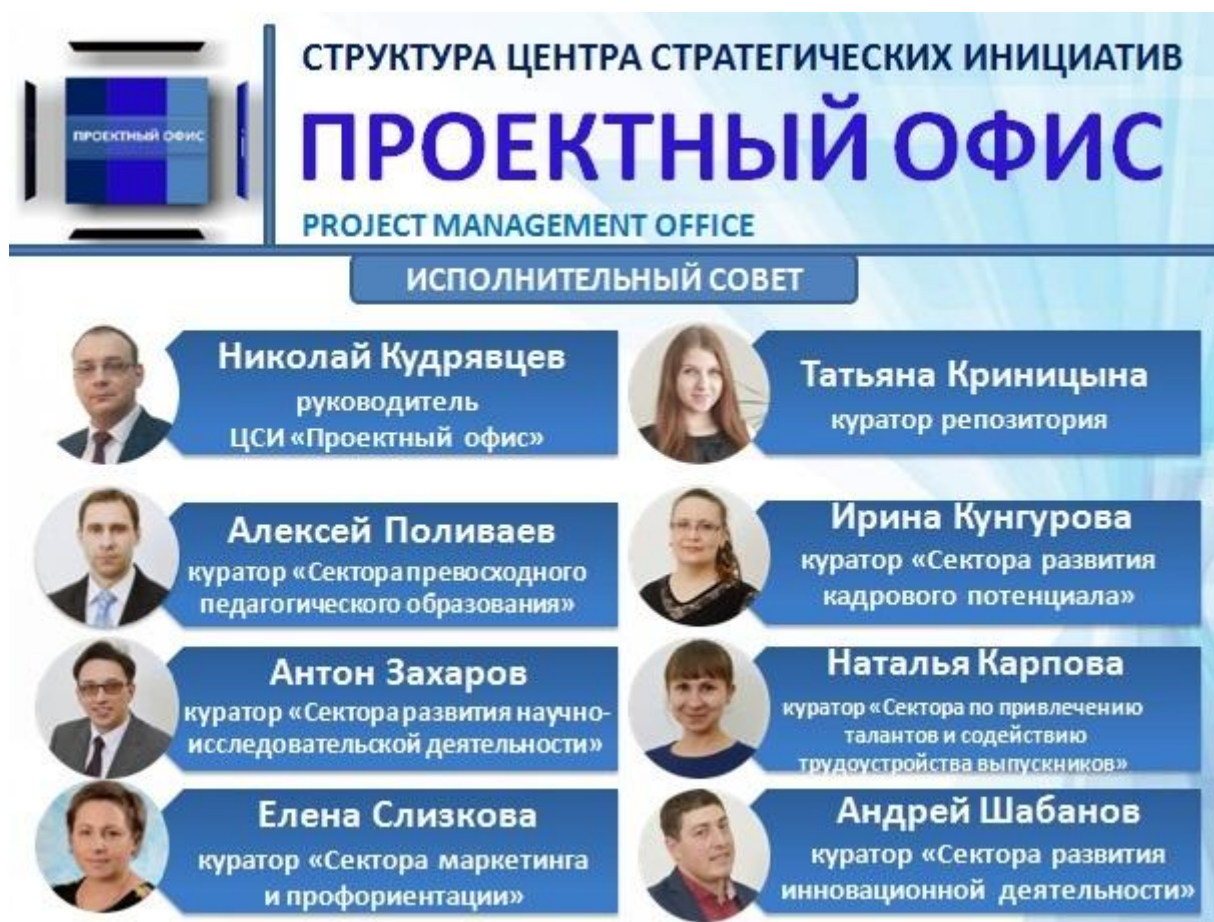 ПРОЕКТНЫЙ ОФИС
СТРУКТУРА ЦЕНТРА СТРАТЕГИЧЕСКИХ ИНИЦИАТИВ
ПРОЕКТНЫЙ ОФИС
PROJECT MANAGEMENT OFFICE
ИСПОЛНИТЕЛЬНЫЙ СОВЕТ
Николай Кудрявцев
руководитель
ЦСИ «Проектный офис»
Татьяна Криницына
куратор репозитория
Алексей Поливаев
куратор «Сектора превосходного
педагогического образования»
Ирина Кунгурова
куратор «Сектора развития
кадрового потенциала»
Антон Захаров
куратор «Сектора развития научно-
исследовательской деятельности»
Наталья Карпова
куратор «Сектора по привлечению
талантов и содействию
трудоустройства выпускников»
Елена Слизкова
куратор «Сектора маркетинга
и профориентации»
Андрей Шабанов
куратор «Сектора развития
инновационной деятельности»